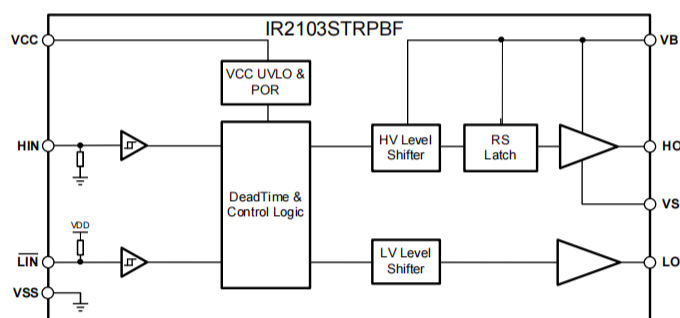 IR2103STRPBF
VCC
VB
VCC UVLO &
POR
HIN
HV Level
Shifter
RS
Latch
HO
DeadTime &
Control Logic
VS
VDD
LIN
LV Level
Shifter
LO
VSS